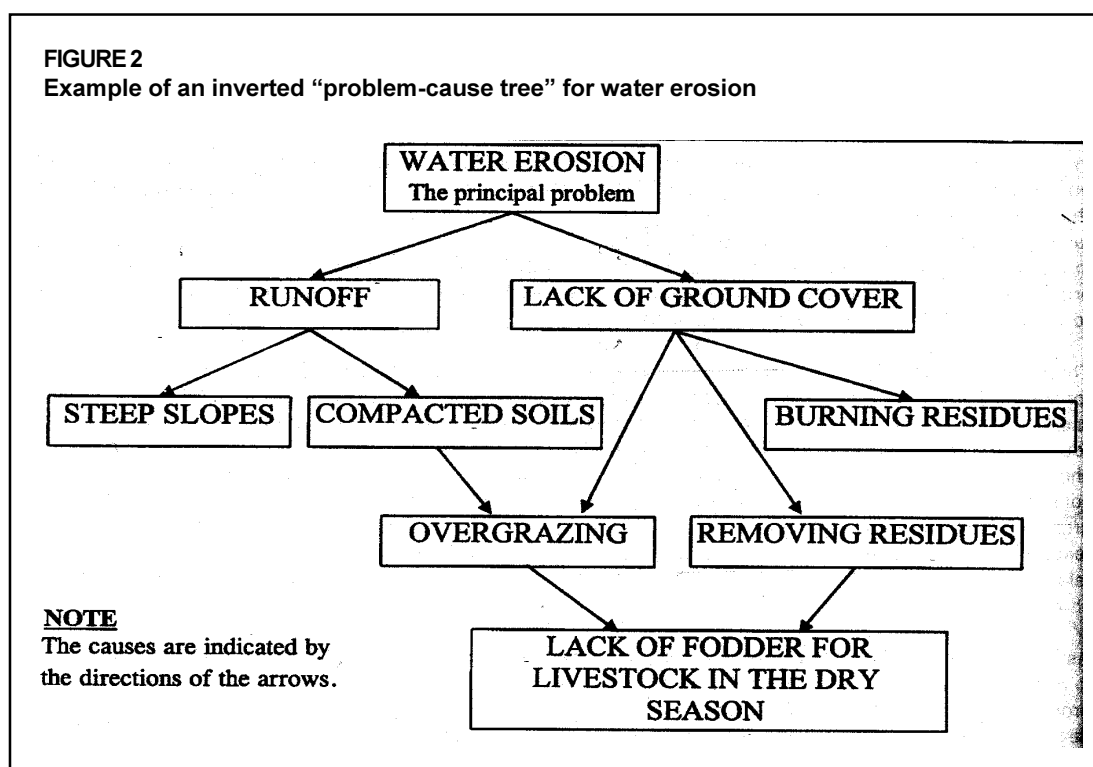 FIGURE 2
Example of an inverted “problem-cause tree” for water erosion
WATER EROSION
The principal problem
RUNOFF
LACK OF GROUND COVER
STEEP SLOPES
COMPACTED SOILS
BURNING RESIDUES
OVERGRAZING
REMOVING RESIDUES
LACK OF FODDER FOR
LIVESTOCK IN THE DRY
SEASON
NOTE
The causes are indicated by
the directions of the arrows.